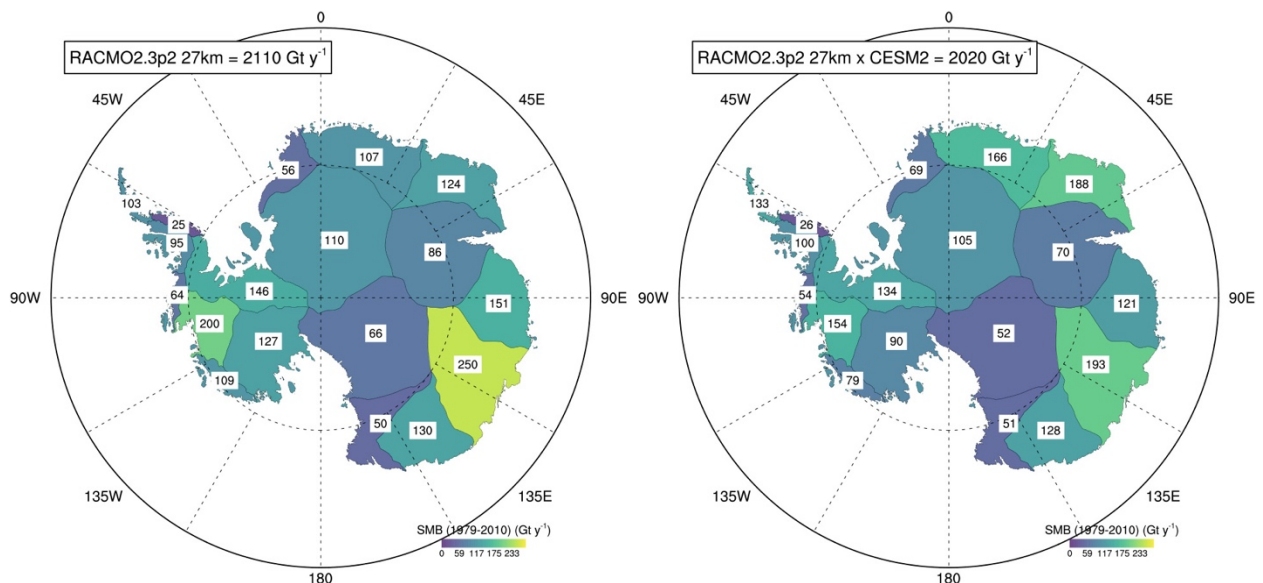 0
RACMO2.3p2 27km = 2110 Gt y-1
45W
45E
56
107
124
103
25
95
110
86
90W
64
146
151
90E
200
127
66
250
109
50
130
135W
135E
SMB (1979-2010) (Gt y-1)
0 59 117 175 233
180
0
RACMO2.3p2 27km x CESM2 = 2020 Gt y-1
45W
45E
69
166
188
133
26
100
105
70
90W
54
134
121
90E
154
90
52
193
79
51
128
135W
135E
SMB (1979-2010) (Gt y-1)
0 59 117 175 233
180